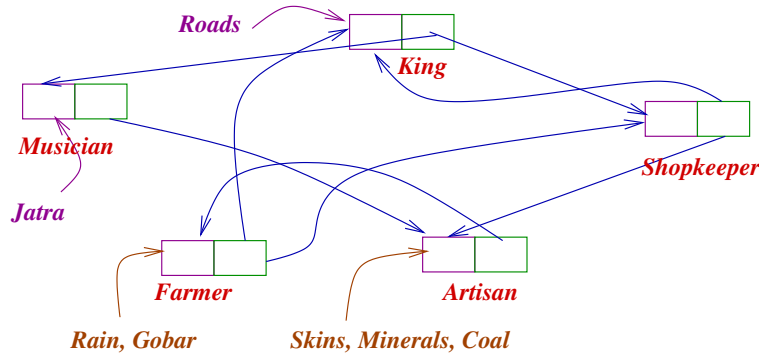 Roads
King
Musician
Shopkeeper
Jatra
Farmer
Artisan
Rain, Gobar
Skins, Minerals, Coal